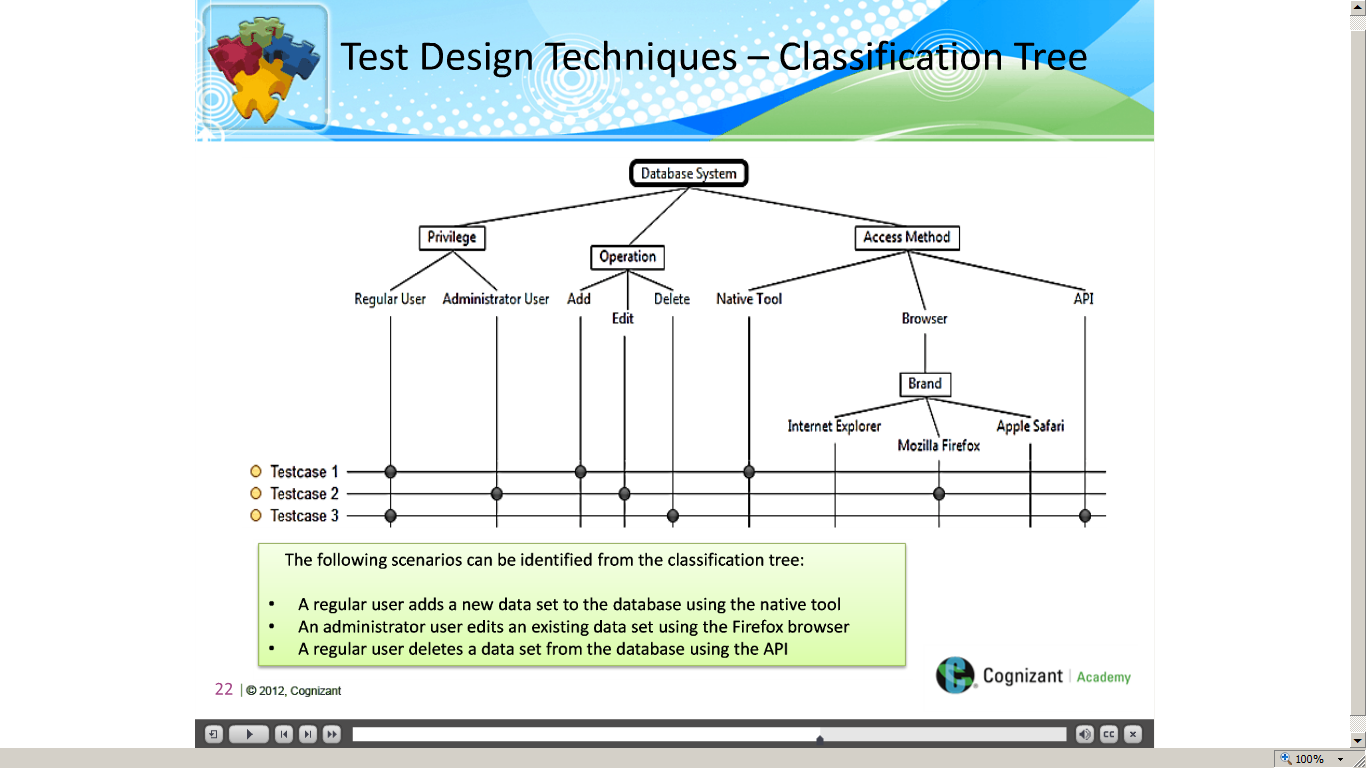 Test Design Techniques – Classification Tree
Database System
Privilege
Operation
Access Method
Regular User
Administrator User
Add
Edit
Delete
Native Tool
Browser
API
Brand
Internet Explorer
Mozilla Firefox
Apple Safari
Testcase 1
Testcase 2
Testcase 3
The following scenarios can be identified from the classification tree:
• A regular user adds a new data set to the database using the native tool
• An administrator user edits an existing data set using the Firefox browser
• A regular user deletes a data set from the database using the API
22 | © 2012, Cognizant
Cognizant | Academy
CC
100%